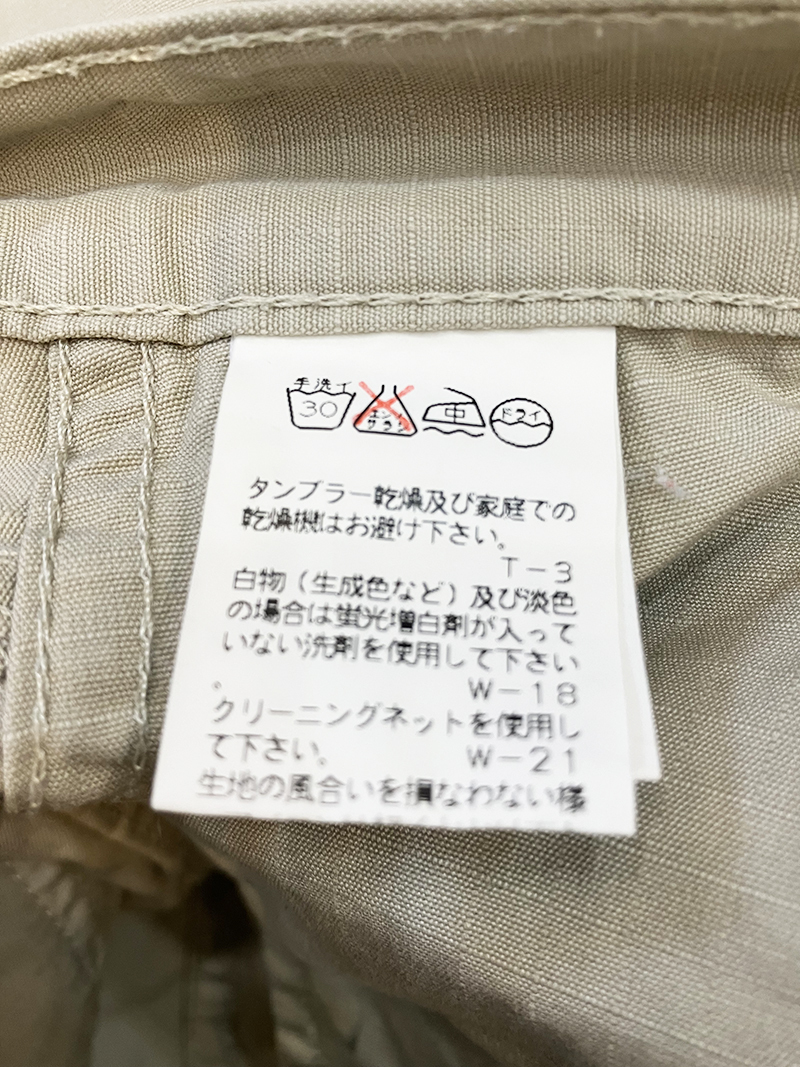 手洗イ
30 エンソ サラシ 中 ドライ
タンブラー乾燥及び家庭での
乾燥機はお避け下さい。
T-3
白物（生成色など）及び淡色
の場合は蛍光増白剤が入って
いない洗剤を使用して下さい
。 W-18
クリーニングネットを使用し
て下さい。 W-21
生地の風合いを損なわない様